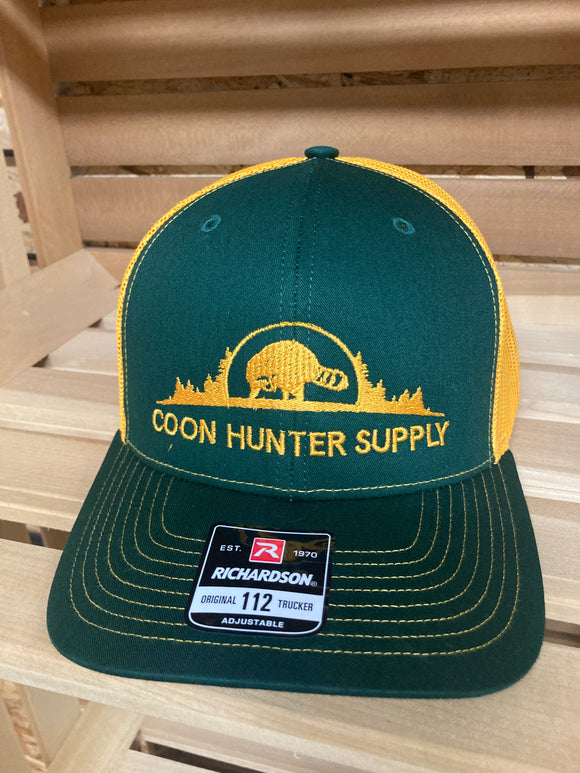 COON HUNTER SUPPLY
EST. R 1970
RICHARDSON®
ORIGINAL 112 TRUCKER
ADJUSTABLE